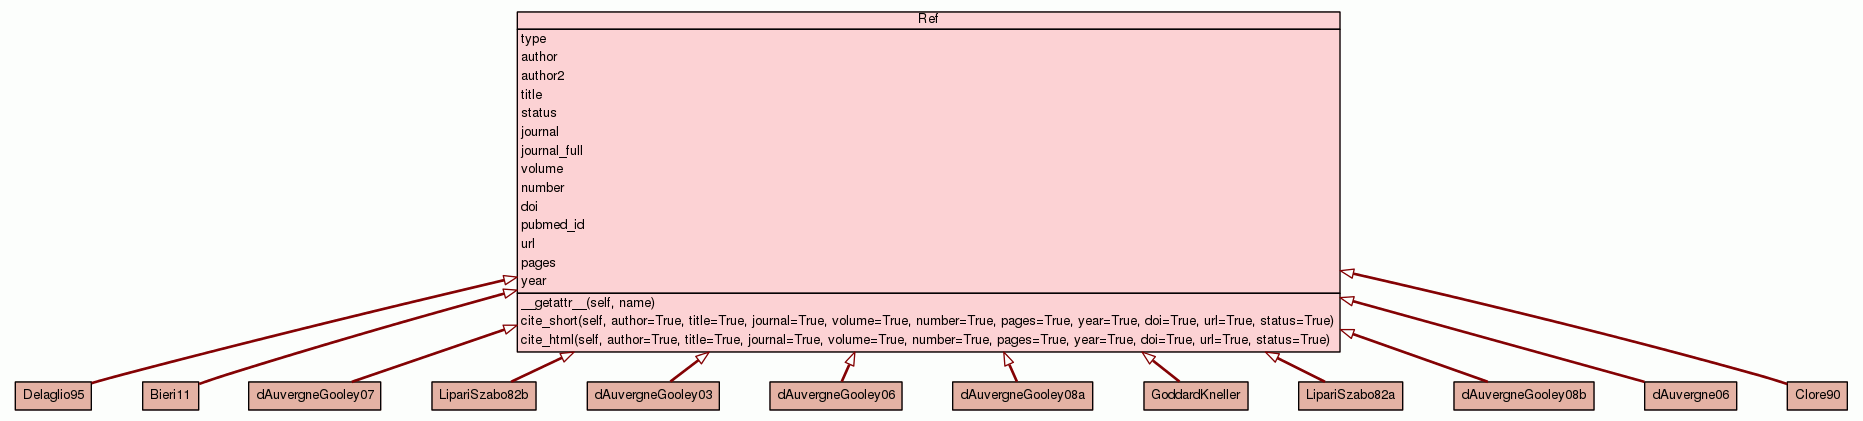 Ref
type
author
author2
title
status
journal
journal_full
volume
number
doi
pubmed_id
url
pages
year
__getattr__(self, name)
cite_short(self, author=True, title=True, journal=True, volume=True, number=True, pages=True, year=True, doi=True, url=True, status=True)
cite_html(self, author=True, title=True, journal=True, volume=True, number=True, pages=True, year=True, doi=True, url=True, status=True)
Delaglio95
Bieri11
dAuvergneGooley07
LipariSzabo82b
dAuvergneGooley03
dAuvergneGooley06
dAuvergneGooley08a
GoddardKneller
LipariSzabo82a
dAuvergneGooley08b
dAuvergne06
Clore90